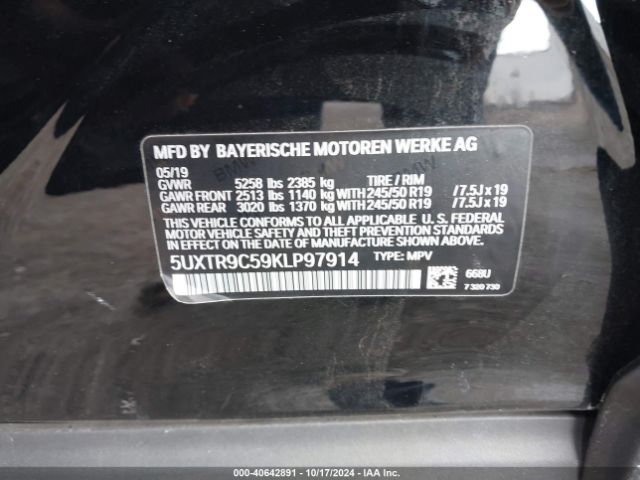 MFD BY BAYERISCHE MOTOREN WERKE AG
05/19
GVWR 5258 lbs 2385 kg TIRE / RIM
GAWR FRONT 2513 lbs 1140 kg WITH 245/50 R19 / 7.5J x 19
GAWR REAR 3020 lbs 1370 kg WITH 245/50 R19 / 7.5J x 19
THIS VEHICLE CONFORMS TO ALL APPLICABLE U. S. FEDERAL
MOTOR VEHICLE SAFETY AND THEFT PREVENTION STANDARDS
IN EFFECT ON THE DATE OF MANUFACTURE SHOWN ABOVE.
5UXTR9C59KLP97914 TYPE: MPV
668U
7 320 730
000-40642891 - 10/17/2024 - IAA Inc.